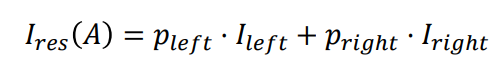 I_res(A) = p_left · I_left + p_right · I_right